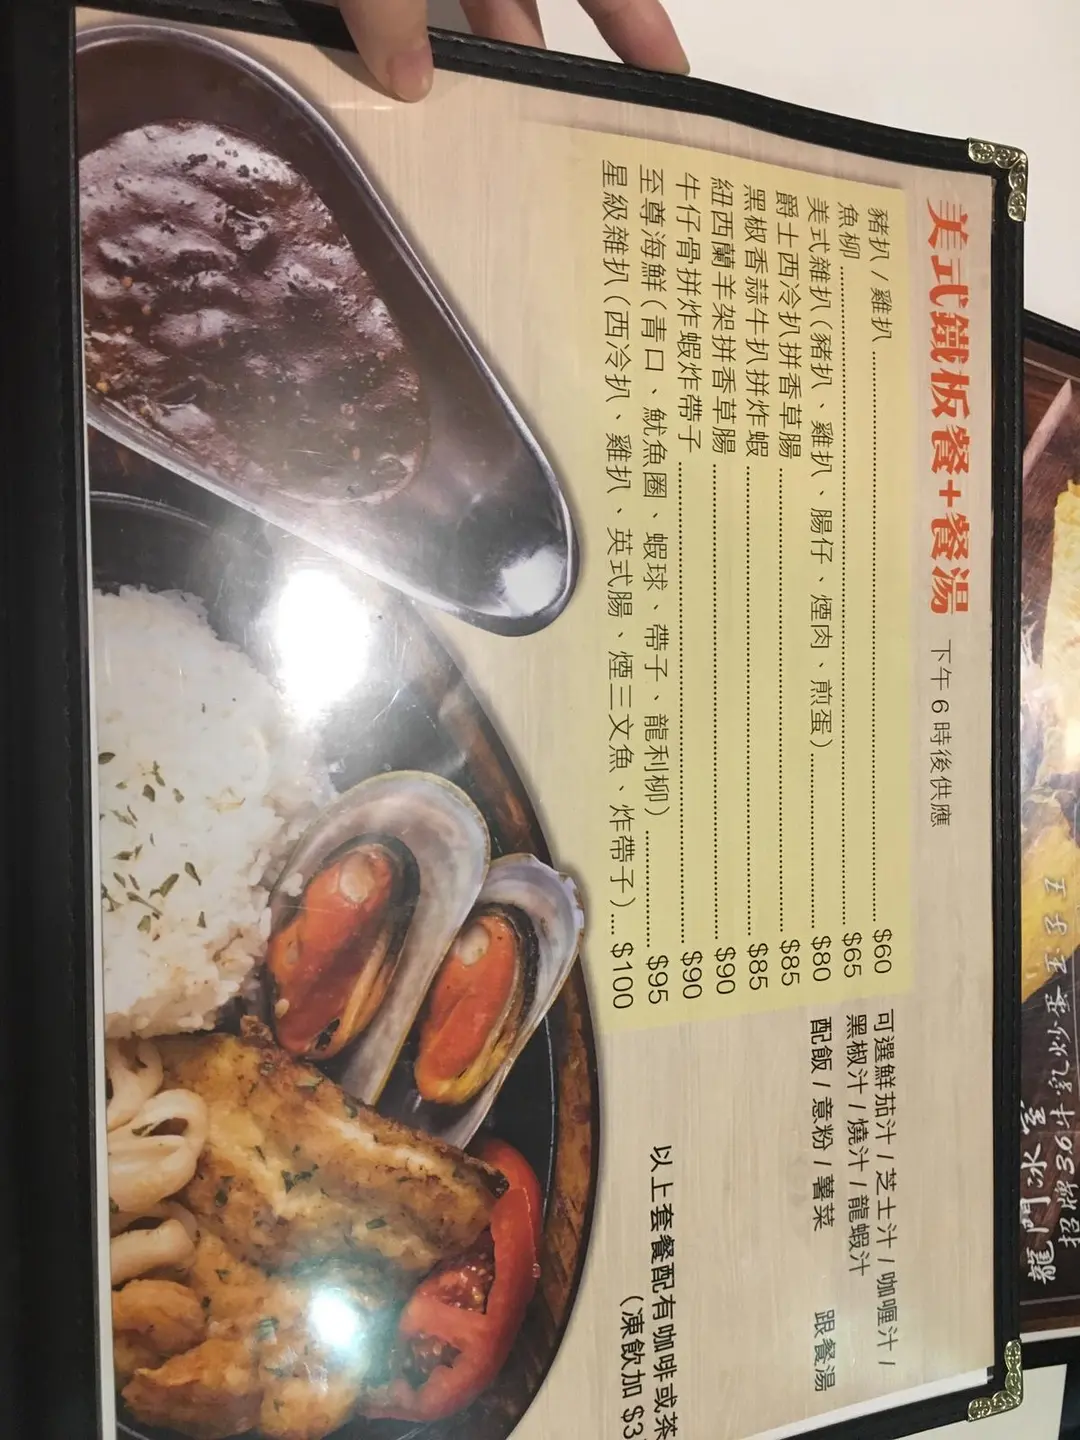 美式鐵板餐+餐湯 下午6時後供應
豬扒 / 雞扒 $60
魚柳 $65
美式雜扒(豬扒、雞扒、腸仔、煙肉、煎蛋) $80
爵士西冷扒拼香草腸 $85
黑椒香蒜牛扒拼炸蝦 $85
紐西蘭羊架拼香草腸 $90
牛仔骨拼炸蝦炸帶子 $90
至尊海鮮(青口、魷魚圈、蝦球、帶子、龍利柳) $95
星級雜扒(西冷扒、雞扒、英式腸、煙三文魚、炸帶子) $100
可選鮮茄汁 / 芝士汁 / 咖喱汁 /
黑椒汁 / 燒汁 / 龍蝦汁
配飯 / 意粉 / 薯菜 跟餐湯
以上套餐配有咖啡或茶
(凍飲加 $3
龍門冰室